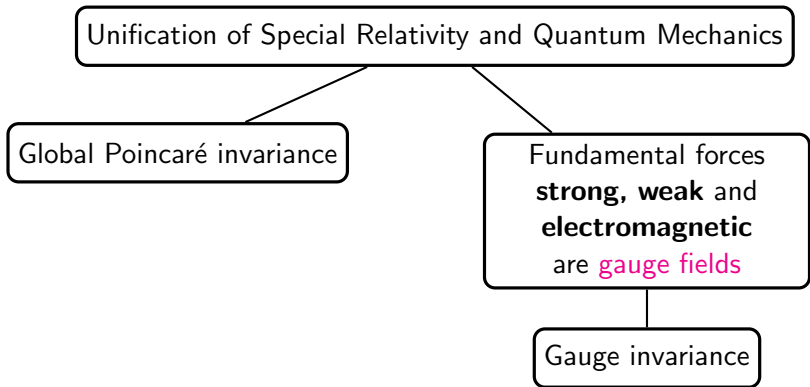 Unification of Special Relativity and Quantum Mechanics
Global Poincaré invariance
Fundamental forces
strong, weak and
electromagnetic
are gauge fields
Gauge invariance